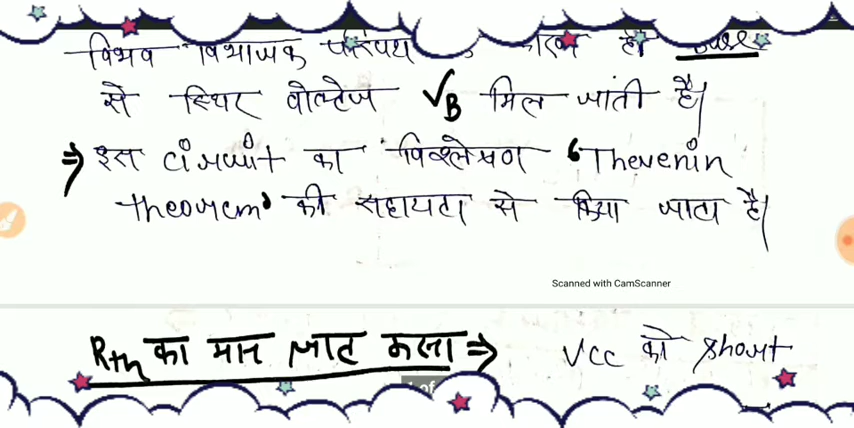 विभव विभाजक परिपथ के कारण ही Base
से स्थिर वोल्टेज VB मिल जाती है|
⇒ इस circuit का विश्लेषण 'Thevenin
theorem' की सहायता से किया जाता है|
Scanned with CamScanner
Rth का मान ज्ञात करना ⇒ VCC को short